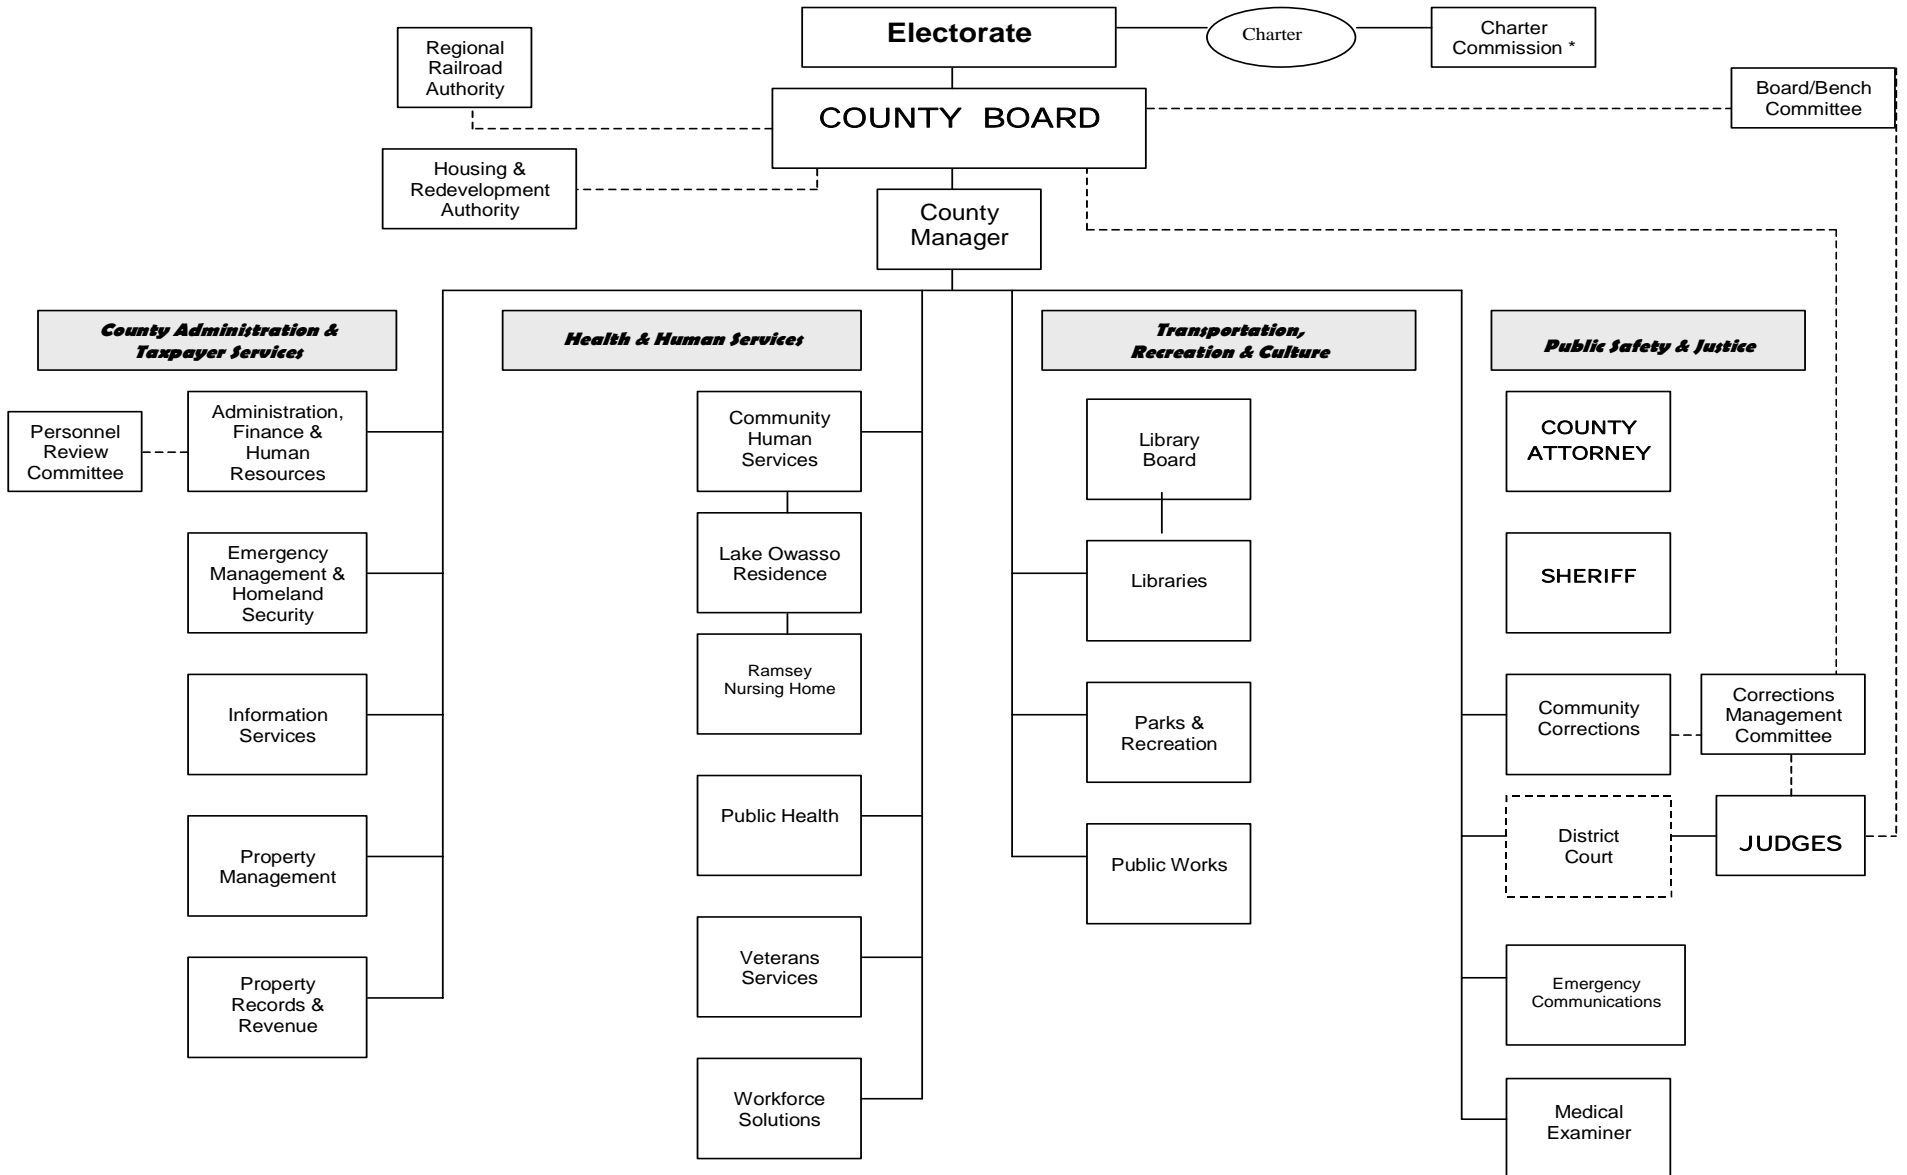 Electorate
Charter
Charter
Commission *
Regional
Railroad
Authority
Board/Bench
Committee
COUNTY BOARD
Housing &
Redevelopment
Authority
County
Manager
County Administration &
Taxpayer Services
Health & Human Services
Transportation,
Recreation & Culture
Public Safety & Justice
Personnel
Review
Committee
Administration,
Finance &
Human
Resources
Emergency
Management &
Homeland
Security
Information
Services
Property
Management
Property
Records &
Revenue
Community
Human
Services
Lake Owasso
Residence
Ramsey
Nursing Home
Public Health
Veterans
Services
Workforce
Solutions
Library
Board
Libraries
Parks &
Recreation
Public Works
COUNTY
ATTORNEY
SHERIFF
Community
Corrections
Corrections
Management
Committee
District
Court
JUDGES
Emergency
Communications
Medical
Examiner